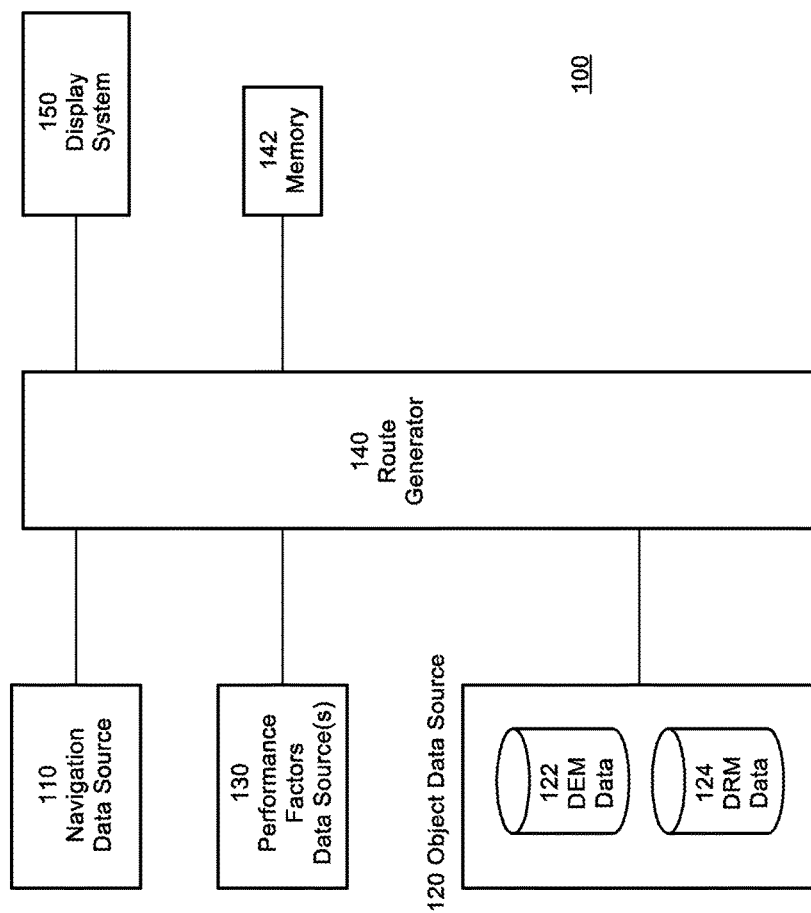 110
Navigation
Data Source
130
Performance
Factors
Data Source(s)
120 Object Data Source
122
DEM
Data
124
DRM
Data
140
Route
Generator
150
Display
System
142
Memory
100